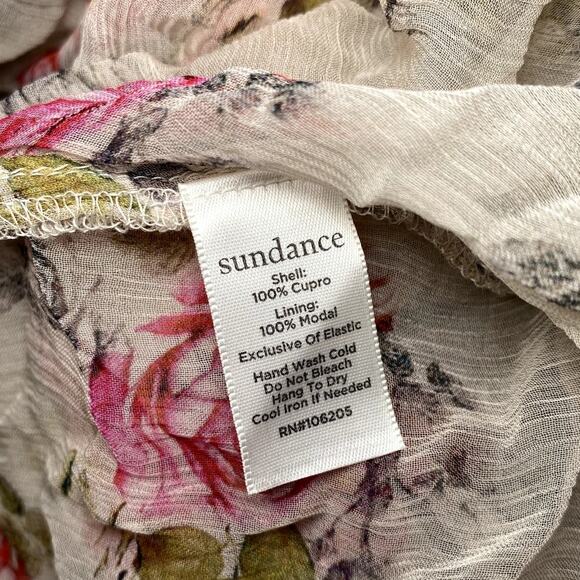 sundance
Shell:
100% Cupro
Lining:
100% Modal
Exclusive Of Elastic
Hand Wash Cold
Do Not Bleach
Hang To Dry
Cool Iron If Needed
RN#106205